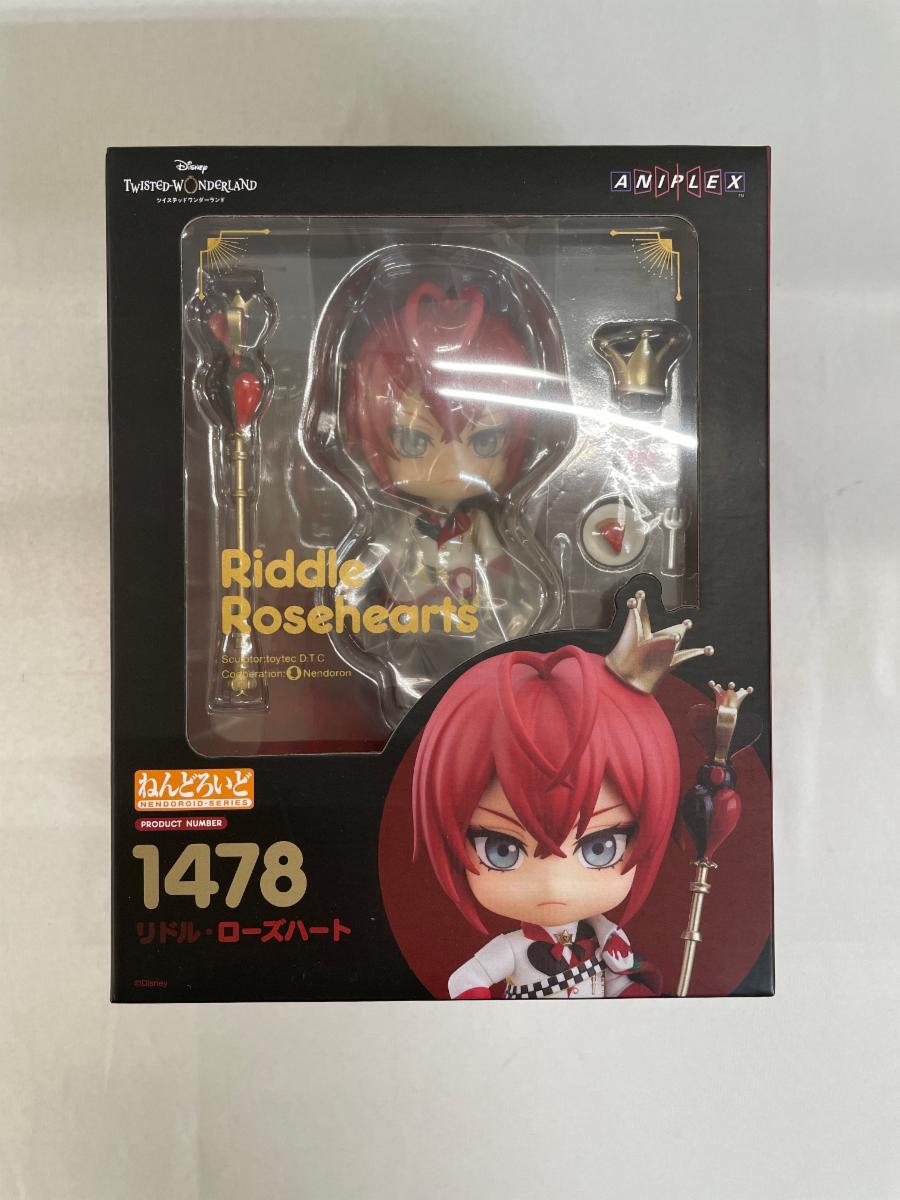 Disney
TWISTED-WONDERLAND
ツイステッドワンダーランド
ANIPLEX
TM
Riddle
Rosehearts
Sculptor:toytec D.T.C
Cooperation: Nendoron
ねんどろいど
NENDOROID-SERIES
PRODUCT NUMBER
1478
リドル・ローズハート
©Disney